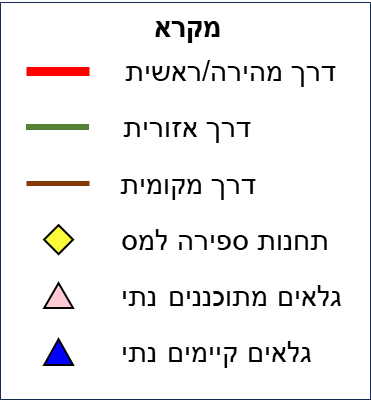 מקרא
דרך מהירה/ראשית
דרך אזורית
דרך מקומית
תחנות ספירה למס
גלאים מתוכננים נתי
גלאים קיימים נתי